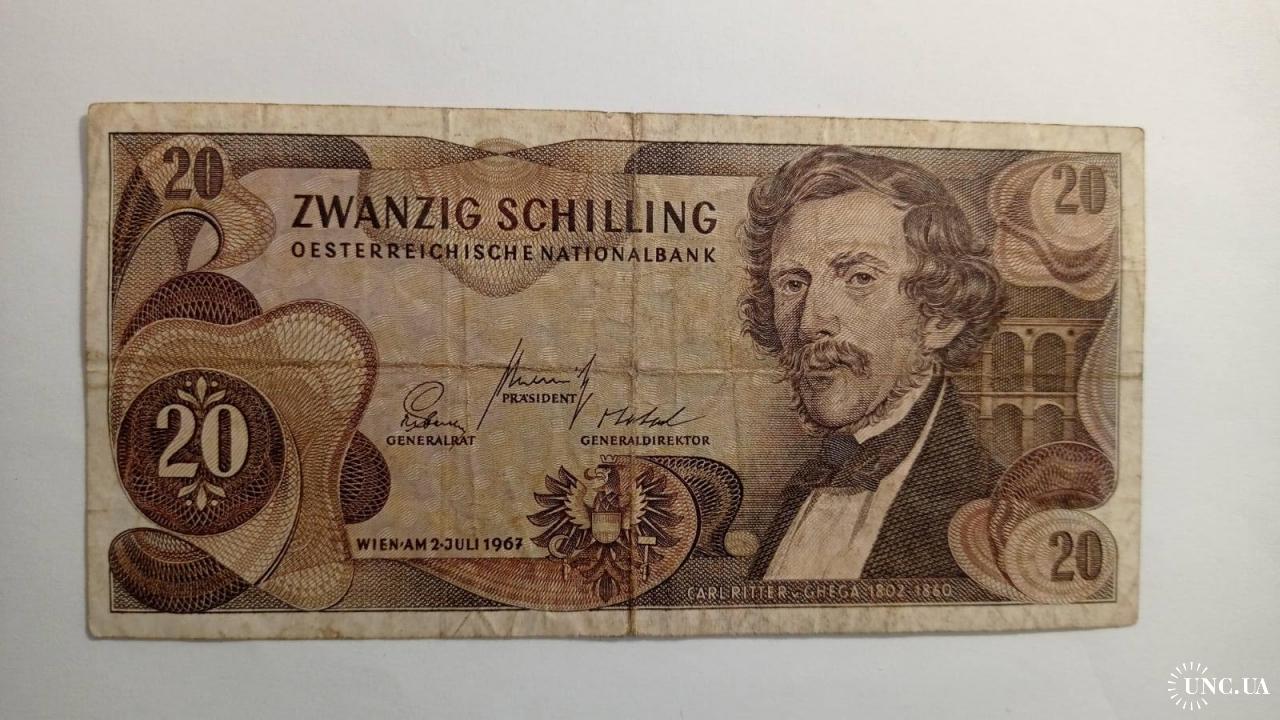 20
20
ZWANZIG SCHILLING
OESTERREICHISCHE NATIONALBANK
PRÄSIDENT
GENERALRAT
GENERALDIREKTOR
20
WIEN·AM 2·JULI 1967
20
CARL RITTER v. GHEGA 1802-1860
UNC.UA